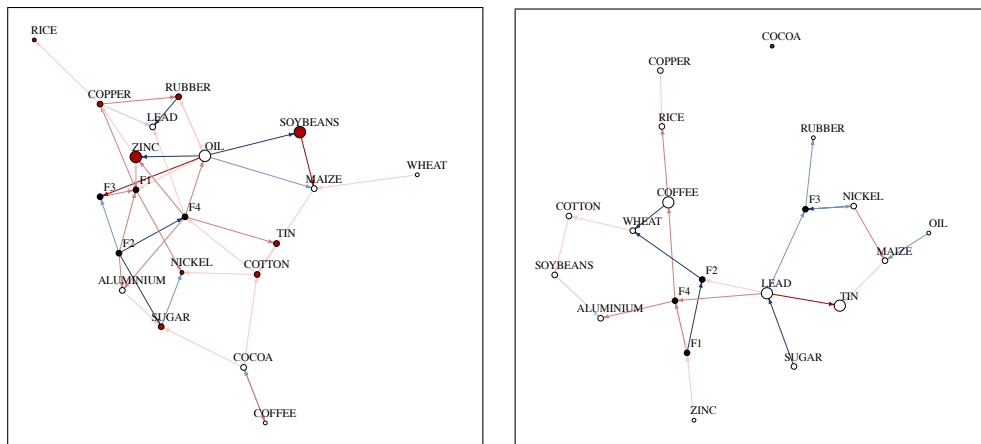 RICE
COPPER
RUBBER
LEAD
SOYBEANS
ZINC
OIL
WHEAT
F3
F1
MAIZE
F4
F2
TIN
NICKEL
COTTON
ALUMINIUM
SUGAR
COCOA
COFFEE
COCOA
COPPER
RICE
RUBBER
COFFEE
NICKEL
COTTON
WHEAT
F3
OIL
MAIZE
SOYBEANS
F2
LEAD
F4
TIN
ALUMINIUM
F1
SUGAR
ZINC